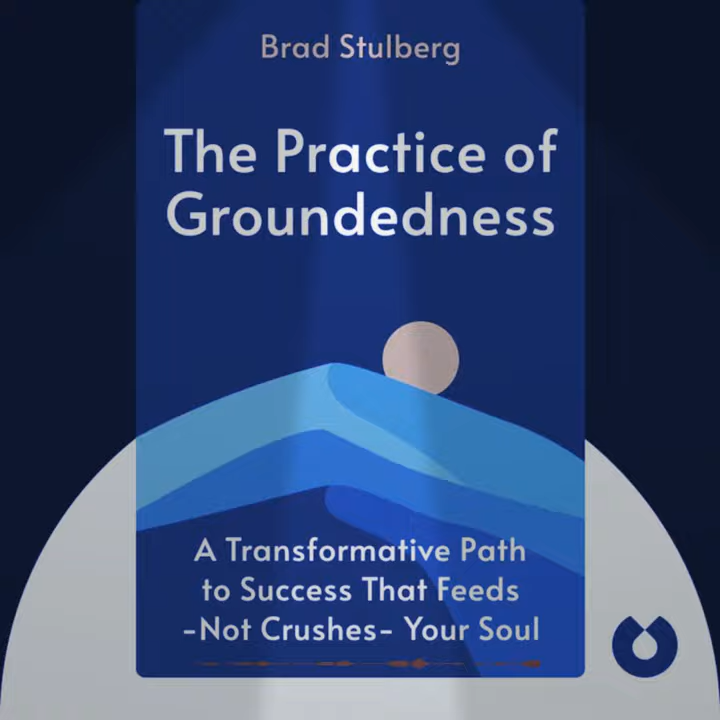 Brad Stulberg
The Practice of
Groundedness
A Transformative Path
to Success That Feeds
-Not Crushes- Your Soul